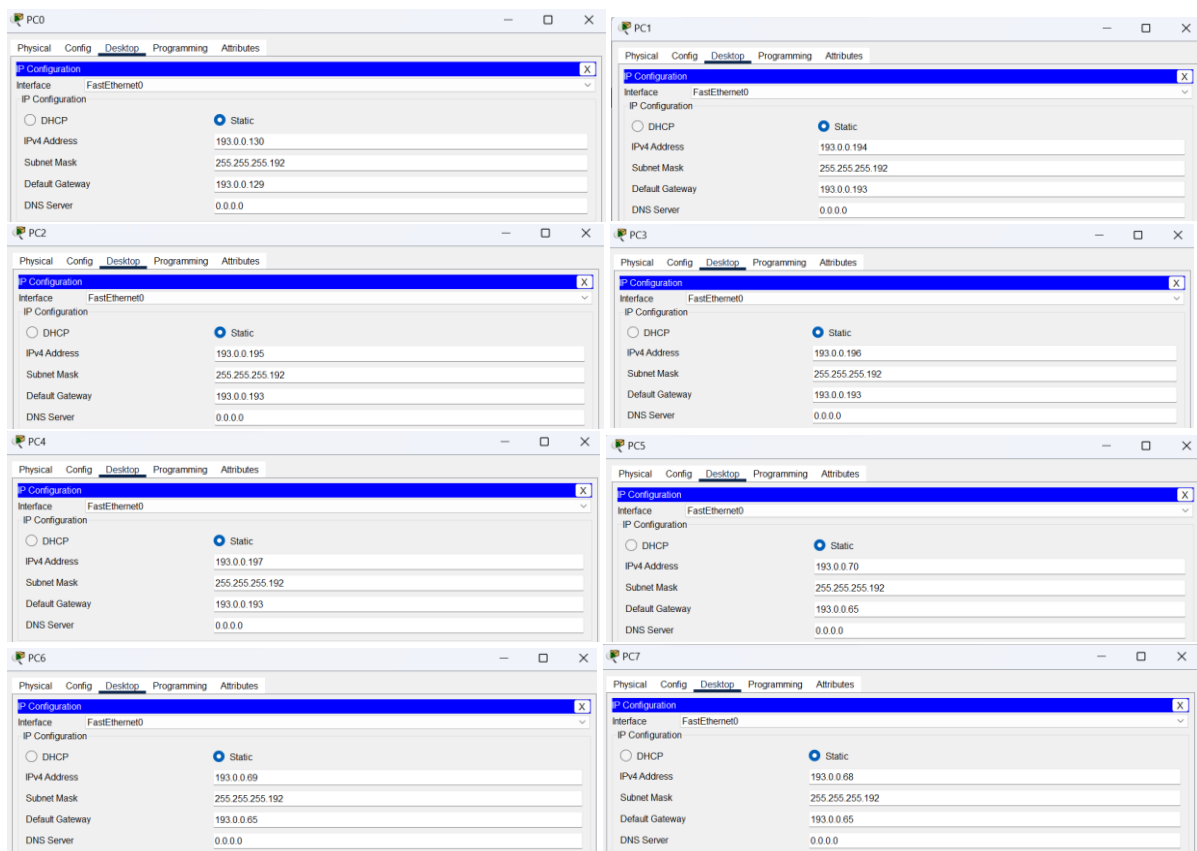 PC0
Physical Config Desktop Programming Attributes
IP Configuration X
Interface FastEthernet0
IP Configuration
DHCP Static
IPv4 Address 193.0.0.130
Subnet Mask 255.255.255.192
Default Gateway 193.0.0.129
DNS Server 0.0.0.0
PC1
Physical Config Desktop Programming Attributes
IP Configuration X
Interface FastEthernet0
IP Configuration
DHCP Static
IPv4 Address 193.0.0.194
Subnet Mask 255.255.255.192
Default Gateway 193.0.0.193
DNS Server 0.0.0.0
PC2
Physical Config Desktop Programming Attributes
IP Configuration X
Interface FastEthernet0
IP Configuration
DHCP Static
IPv4 Address 193.0.0.195
Subnet Mask 255.255.255.192
Default Gateway 193.0.0.193
DNS Server 0.0.0.0
PC3
Physical Config Desktop Programming Attributes
IP Configuration X
Interface FastEthernet0
IP Configuration
DHCP Static
IPv4 Address 193.0.0.196
Subnet Mask 255.255.255.192
Default Gateway 193.0.0.193
DNS Server 0.0.0.0
PC4
Physical Config Desktop Programming Attributes
IP Configuration X
Interface FastEthernet0
IP Configuration
DHCP Static
IPv4 Address 193.0.0.197
Subnet Mask 255.255.255.192
Default Gateway 193.0.0.193
DNS Server 0.0.0.0
PC5
Physical Config Desktop Programming Attributes
IP Configuration X
Interface FastEthernet0
IP Configuration
DHCP Static
IPv4 Address 193.0.0.70
Subnet Mask 255.255.255.192
Default Gateway 193.0.0.65
DNS Server 0.0.0.0
PC6
Physical Config Desktop Programming Attributes
IP Configuration X
Interface FastEthernet0
IP Configuration
DHCP Static
IPv4 Address 193.0.0.69
Subnet Mask 255.255.255.192
Default Gateway 193.0.0.65
DNS Server 0.0.0.0
PC7
Physical Config Desktop Programming Attributes
IP Configuration X
Interface FastEthernet0
IP Configuration
DHCP Static
IPv4 Address 193.0.0.68
Subnet Mask 255.255.255.192
Default Gateway 193.0.0.65
DNS Server 0.0.0.0